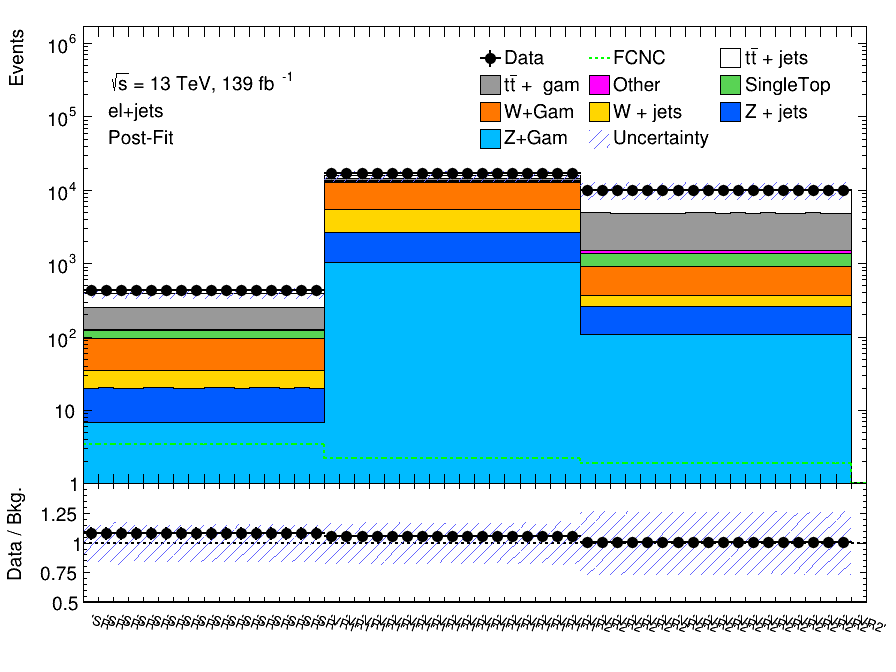 Events
10^6
10^5
10^4
10^3
10^2
10
1
√s = 13 TeV, 139 fb^-1
el+jets
Post-Fit
Data
FCNC
tt̄ + jets
tt̄ + gam
Other
SingleTop
W+Gam
W + jets
Z + jets
Z+Gam
Uncertainty
Data / Bkg.
1.25
1
0.75
0.5